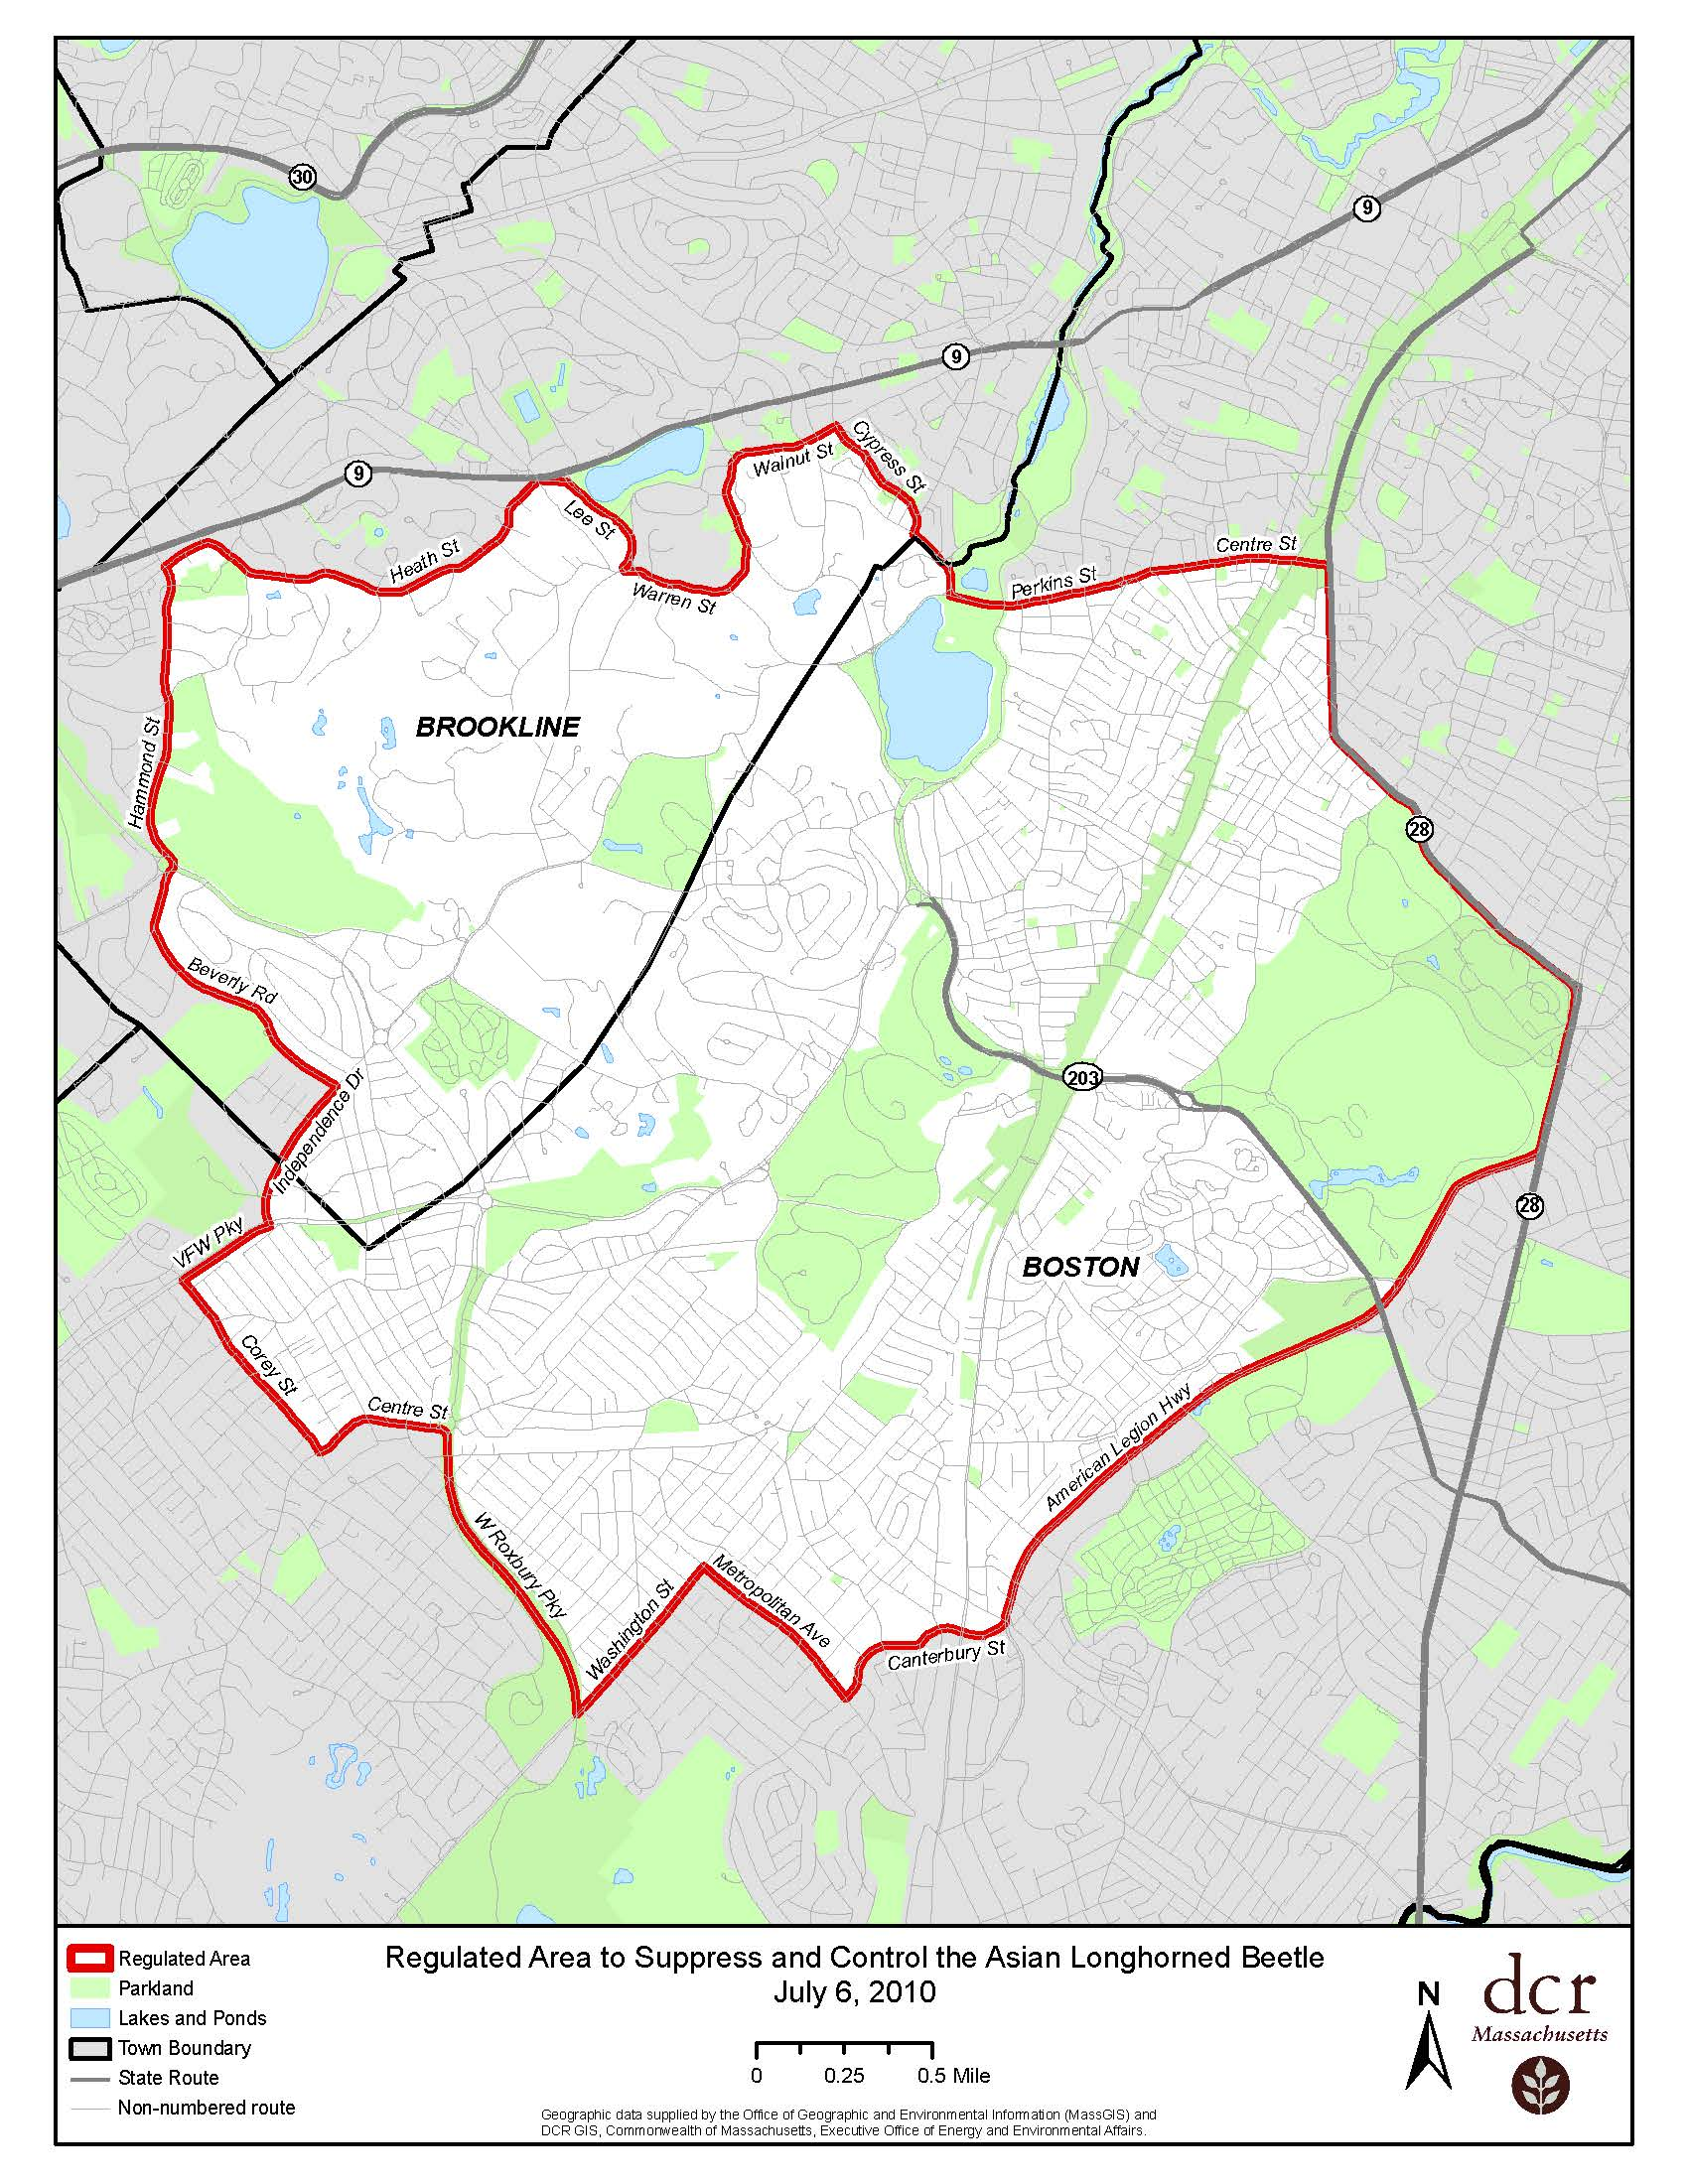 30
9
9
9
Cypress St
Walnut St
Lee St
Heath St
Centre St
Perkins St
Warren St
BROOKLINE
Hammond St
28
Beverly Rd
203
Independence Dr
28
VFW Pky
BOSTON
Corey St
Centre St
American Legion Hwy
W Roxbury Pky
Metropolitan Ave
Washington St
Canterbury St
Regulated Area
Parkland
Lakes and Ponds
Town Boundary
State Route
Non-numbered route
Regulated Area to Suppress and Control the Asian Longhorned Beetle
July 6, 2010
0 0.25 0.5 Mile
Geographic data supplied by the Office of Geographic and Environmental Information (MassGIS) and
DCR GIS, Commonwealth of Massachusetts, Executive Office of Energy and Environmental Affairs.
N
dcr
Massachusetts